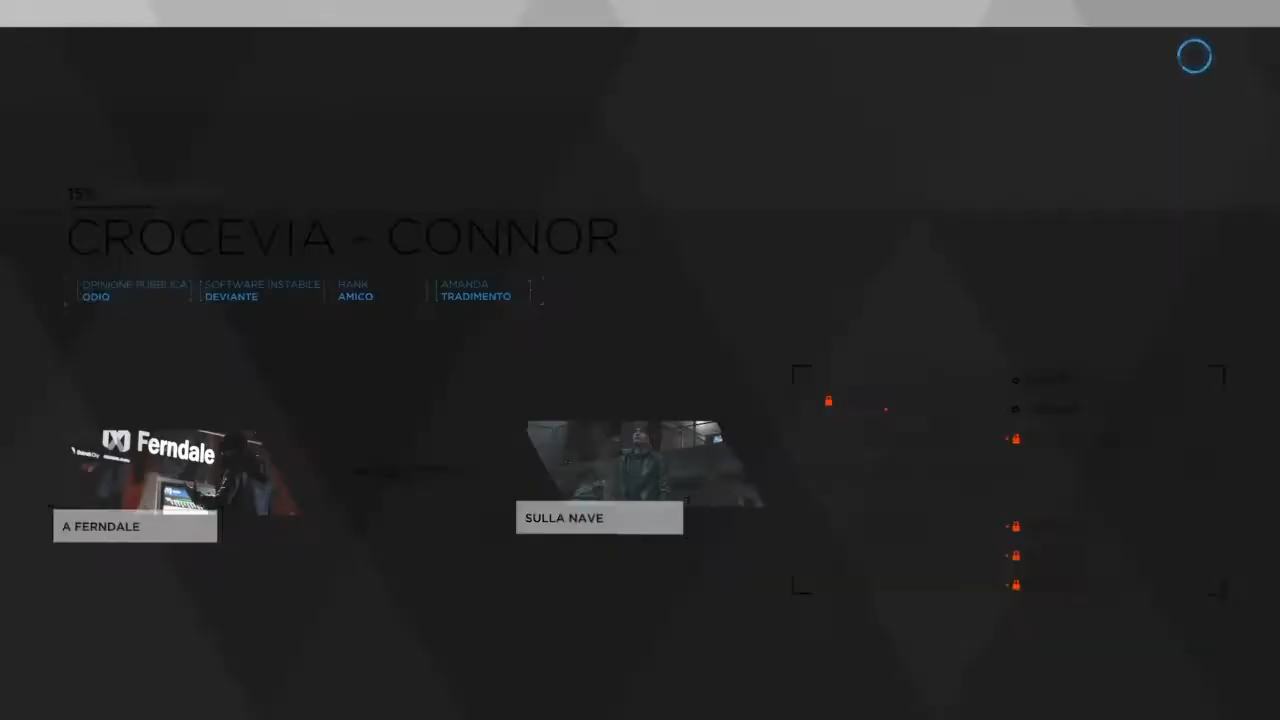 15%
CROCEVIA - CONNOR
OPINIONE PUBBLICA
ODIO
SOFTWARE INSTABILE
DEVIANTE
HANK
AMICO
AMANDA
TRADIMENTO
Ferndale
A FERNDALE
SULLA NAVE